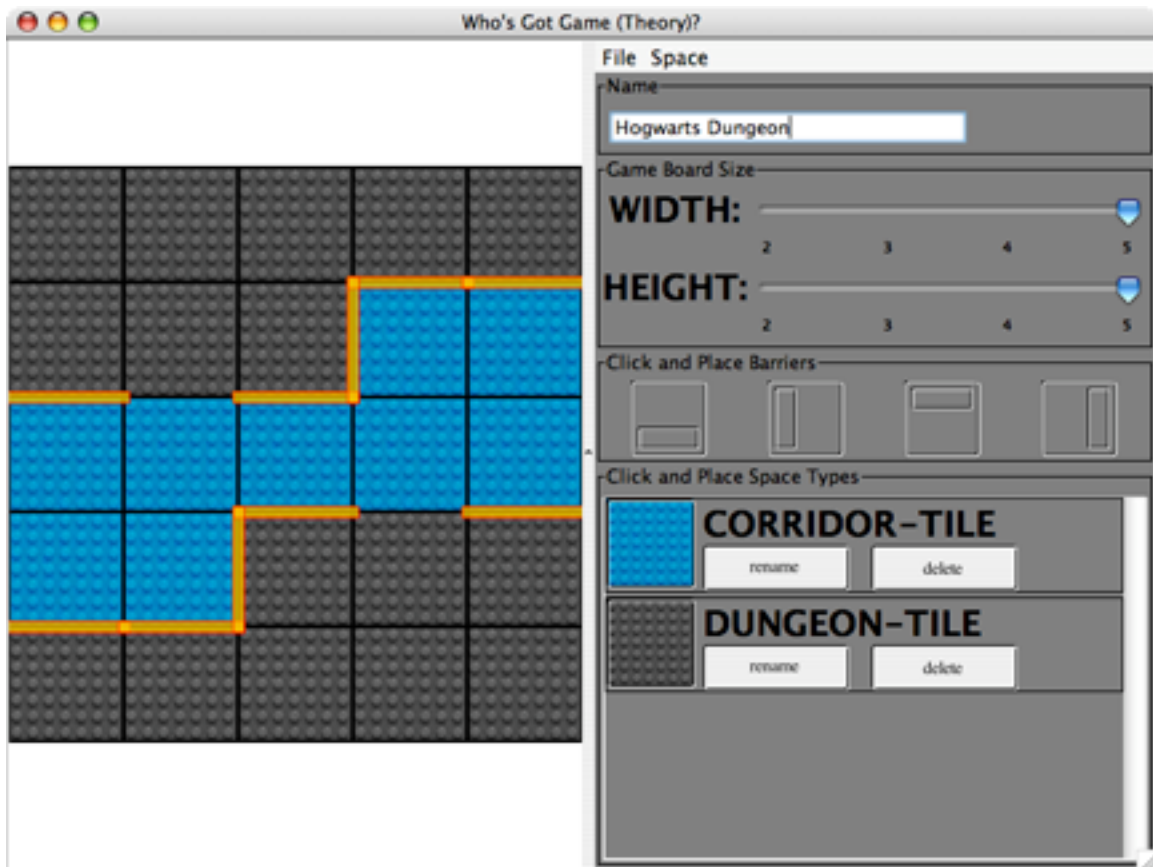 Who's Got Game (Theory)?
File Space
Name
Hogwarts Dungeon
Game Board Size
WIDTH:
2 3 4 5
HEIGHT:
2 3 4 5
Click and Place Barriers
Click and Place Space Types
CORRIDOR-TILE
rename delete
DUNGEON-TILE
rename delete